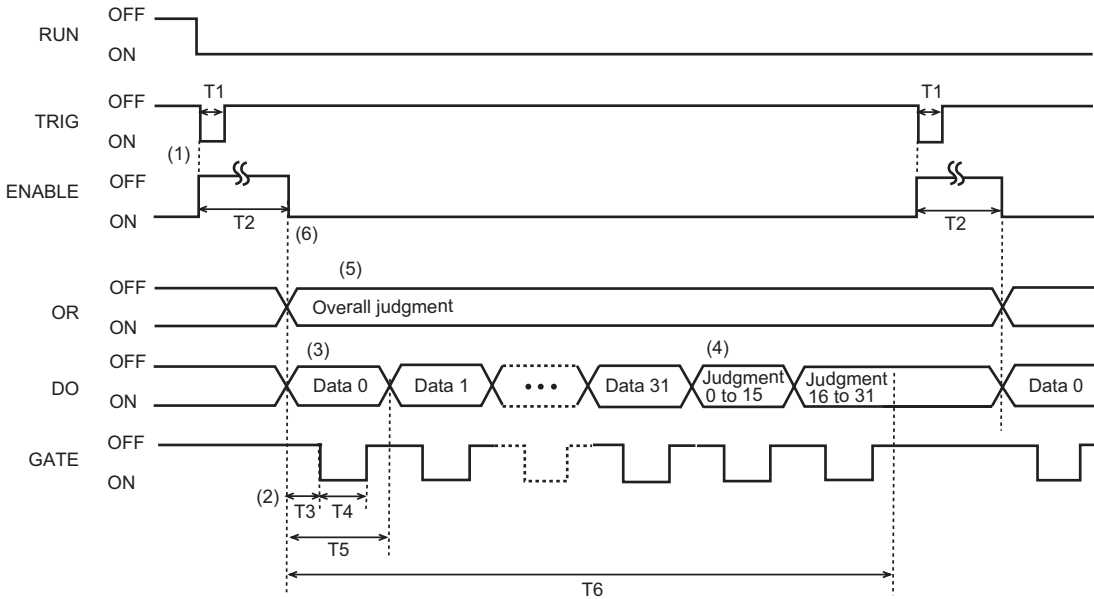 OFF
RUN
ON
OFF
T1
T1
TRIG
ON
(1)
OFF
ENABLE
ON
T2
T2
(6)
(5)
OFF
Overall judgment
OR
ON
(3)
(4)
OFF
DO
Data 0
Data 1
•••
Data 31
Judgment
0 to 15
Judgment
16 to 31
Data 0
ON
OFF
GATE
ON
(2)
T3
T4
T5
T6